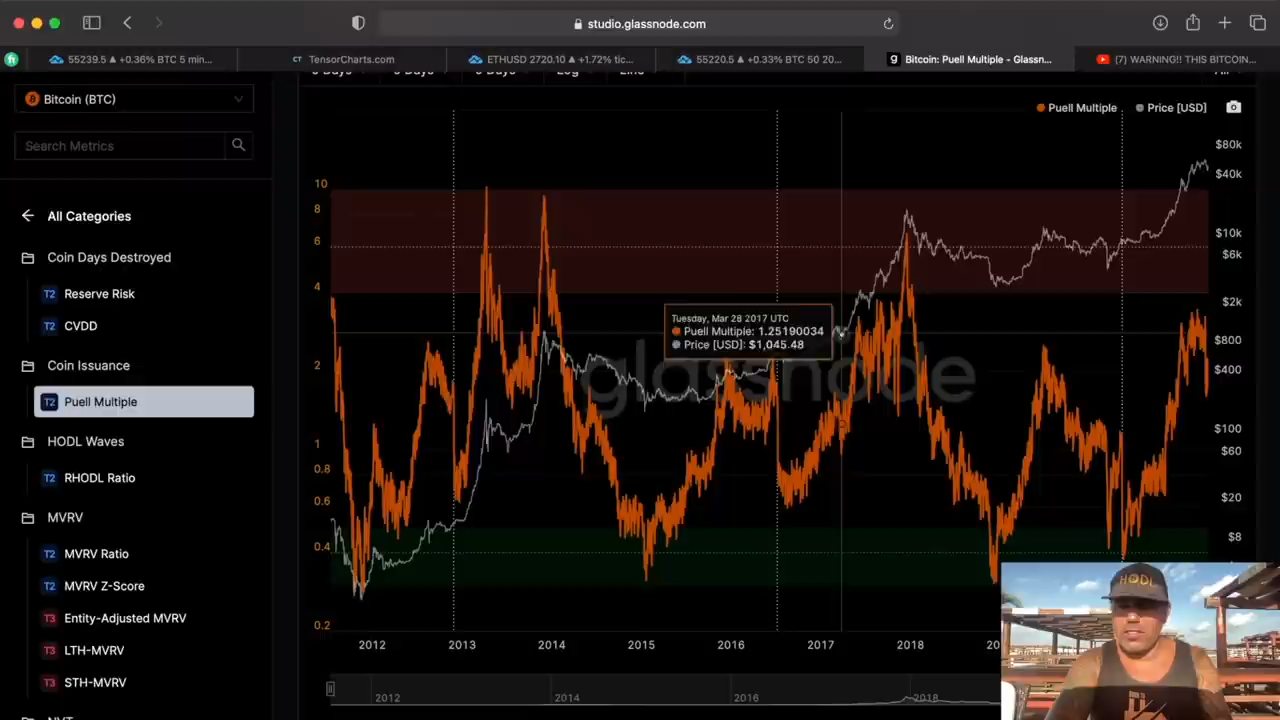 studio.glassnode.com
55239.5 ▲ +0.36% BTC 5 min...
CT TensorCharts.com
ETHUSD 2720.10 ▲ +1.72% tic...
55220.5 ▲ +0.33% BTC 50 20...
g Bitcoin: Puell Multiple - Glassn...
(7) WARNING!! THIS BITCOIN...
Bitcoin (BTC)
Search Metrics
All Categories
Coin Days Destroyed
T2 Reserve Risk
T2 CVDD
Coin Issuance
T2 Puell Multiple
HODL Waves
T2 RHODL Ratio
MVRV
T2 MVRV Ratio
T2 MVRV Z-Score
T3 Entity-Adjusted MVRV
T3 LTH-MVRV
T3 STH-MVRV
Puell Multiple Price [USD]
10
8
6
4
2
1
0.8
0.6
0.4
0.2
$80k
$40k
$10k
$6k
$2k
$800
$400
$100
$60
$20
$8
Tuesday, Mar 28 2017 UTC
Puell Multiple: 1.25190034
Price [USD]: $1,045.48
glassnode
2012 2013 2014 2015 2016 2017 2018
2012 2014 2016 2018
HODL